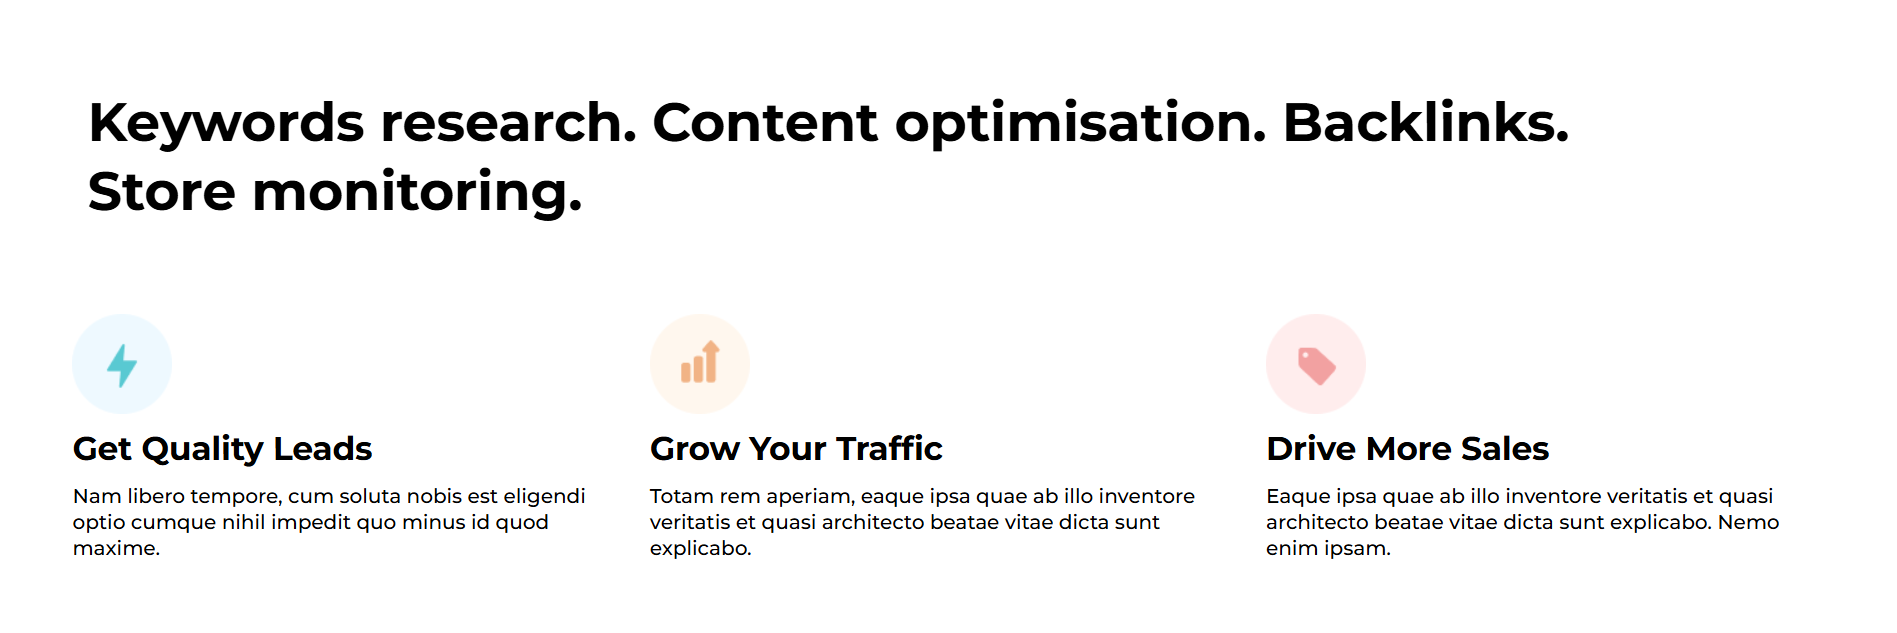 Keywords research. Content optimisation. Backlinks.
Store monitoring.
Get Quality Leads
Nam libero tempore, cum soluta nobis est eligendi
optio cumque nihil impedit quo minus id quod
maxime.
Grow Your Traffic
Totam rem aperiam, eaque ipsa quae ab illo inventore
veritatis et quasi architecto beatae vitae dicta sunt
explicabo.
Drive More Sales
Eaque ipsa quae ab illo inventore veritatis et quasi
architecto beatae vitae dicta sunt explicabo. Nemo
enim ipsam.